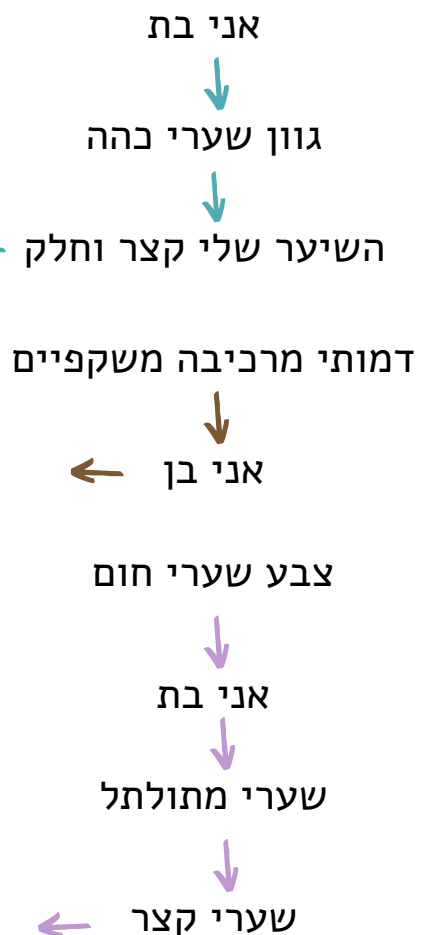 אני בת
גוון שערי כהה
השיער שלי קצר וחלק
דמותי מרכיבה משקפיים
אני בן
צבע שערי חום
אני בת
שערי מתולתל
שערי קצר